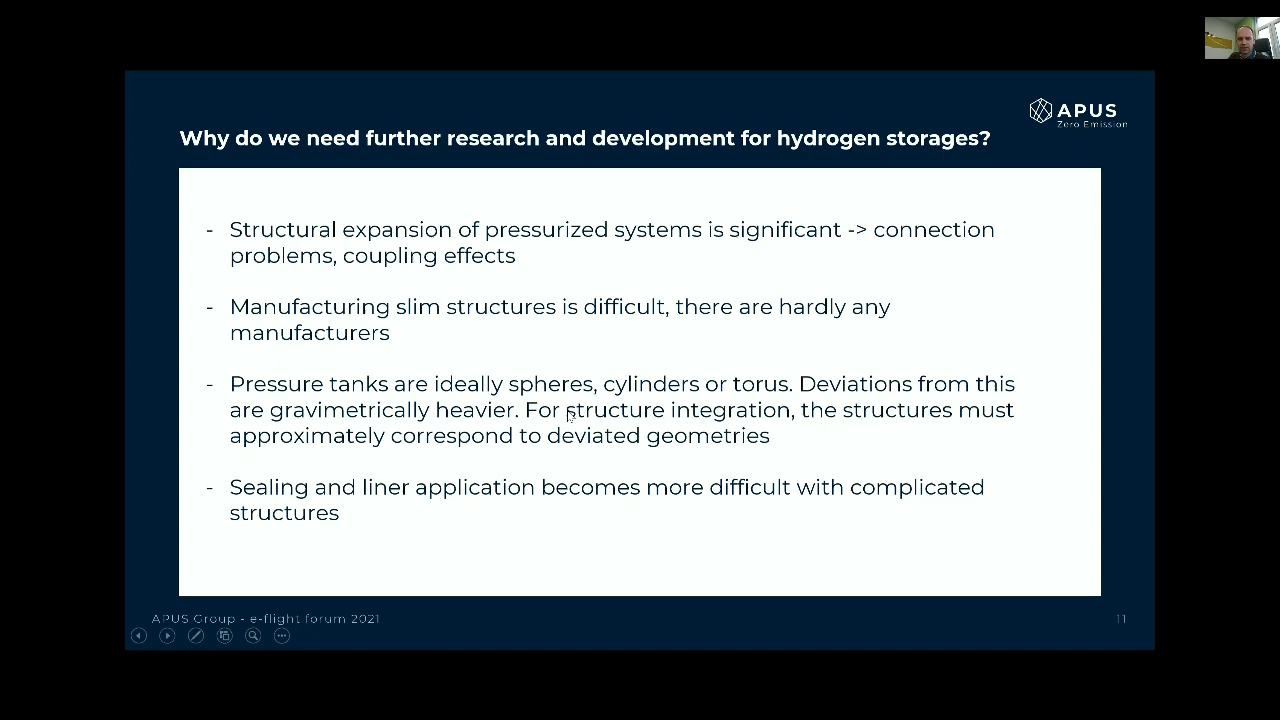 APUS
Zero Emission
Why do we need further research and development for hydrogen storages?
- Structural expansion of pressurized systems is significant -> connection
problems, coupling effects
- Manufacturing slim structures is difficult, there are hardly any
manufacturers
- Pressure tanks are ideally spheres, cylinders or torus. Deviations from this
are gravimetrically heavier. For structure integration, the structures must
approximately correspond to deviated geometries
- Sealing and liner application becomes more difficult with complicated
structures
APUS Group - e-flight forum 2021
11